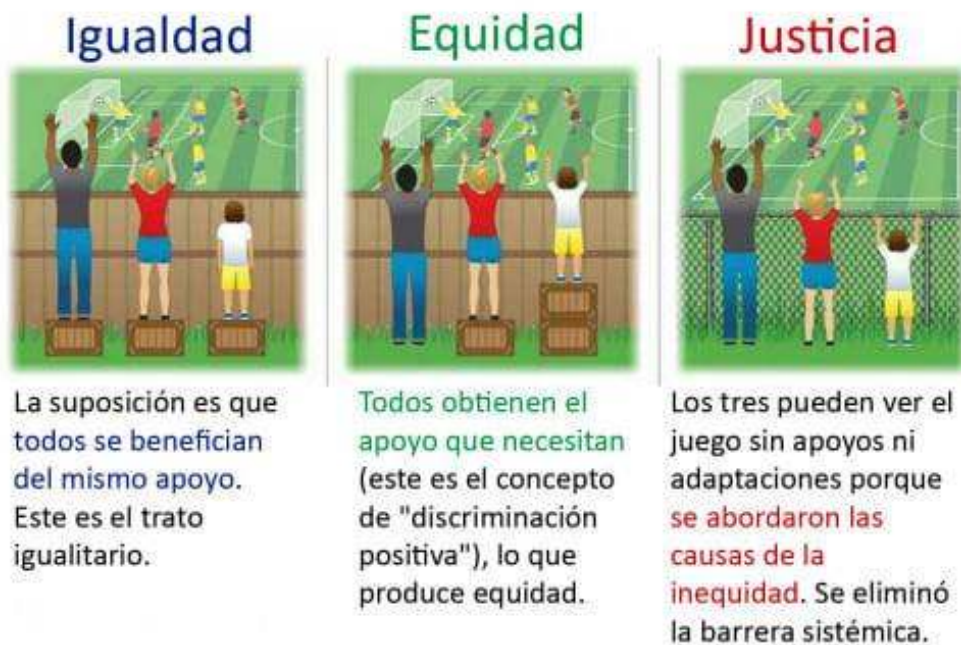 Igualdad
La suposición es que
todos se benefician
del mismo apoyo.
Este es el trato
igualitario.
Equidad
Todos obtienen el
apoyo que necesitan
(este es el concepto
de "discriminación
positiva"), lo que
produce equidad.
Justicia
Los tres pueden ver el
juego sin apoyos ni
adaptaciones porque
se abordaron las
causas de la
inequidad. Se eliminó
la barrera sistémica.